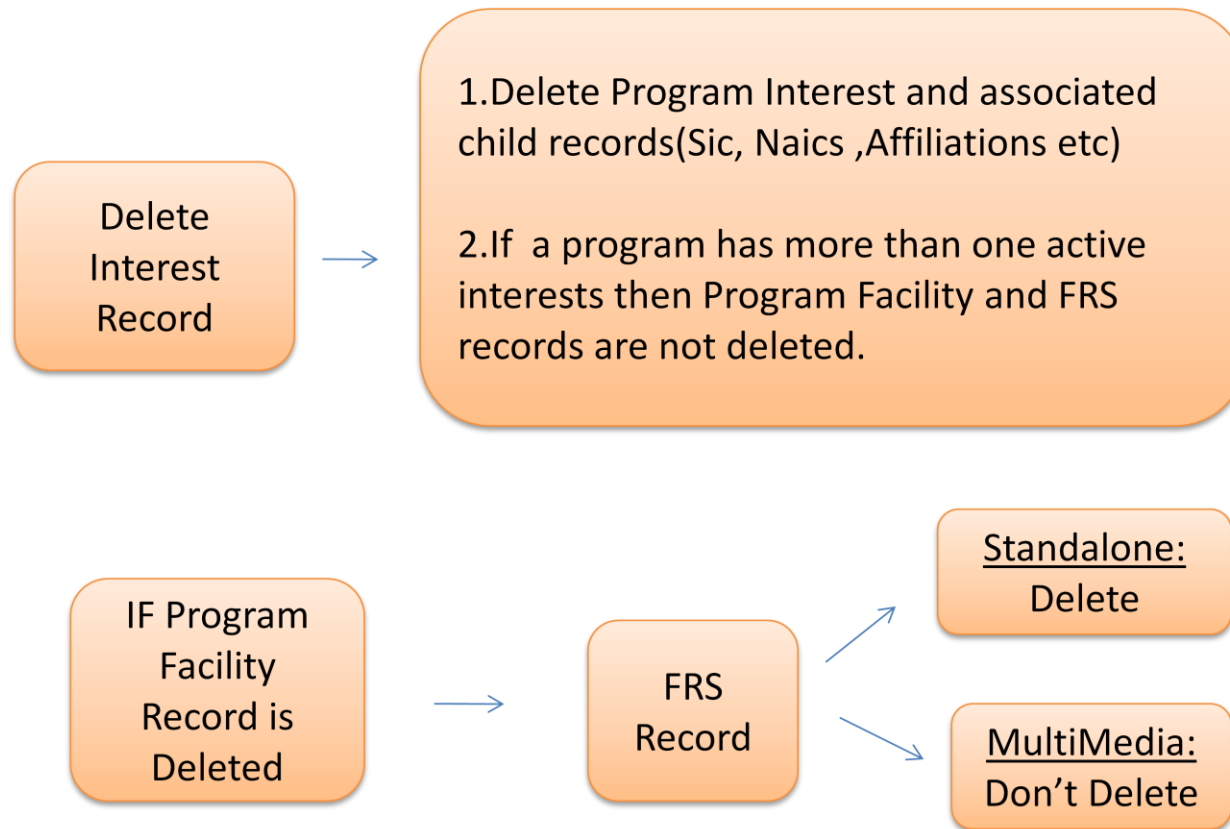 Delete
Interest
Record
1.Delete Program Interest and associated
child records(Sic, Naics ,Affiliations etc)
2.If a program has more than one active
interests then Program Facility and FRS
records are not deleted.
IF Program
Facility
Record is
Deleted
FRS
Record
Standalone:
Delete
MultiMedia:
Don’t Delete